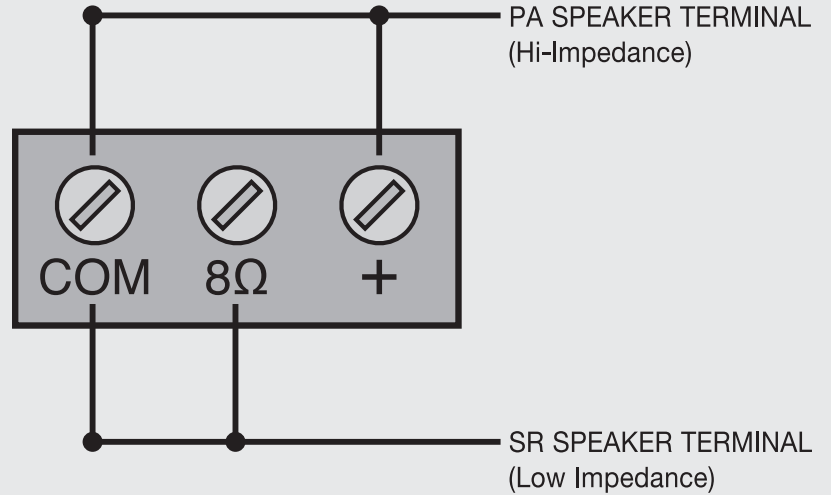 PA SPEAKER TERMINAL
(Hi-Impedance)
COM 8Ω +
SR SPEAKER TERMINAL
(Low Impedance)